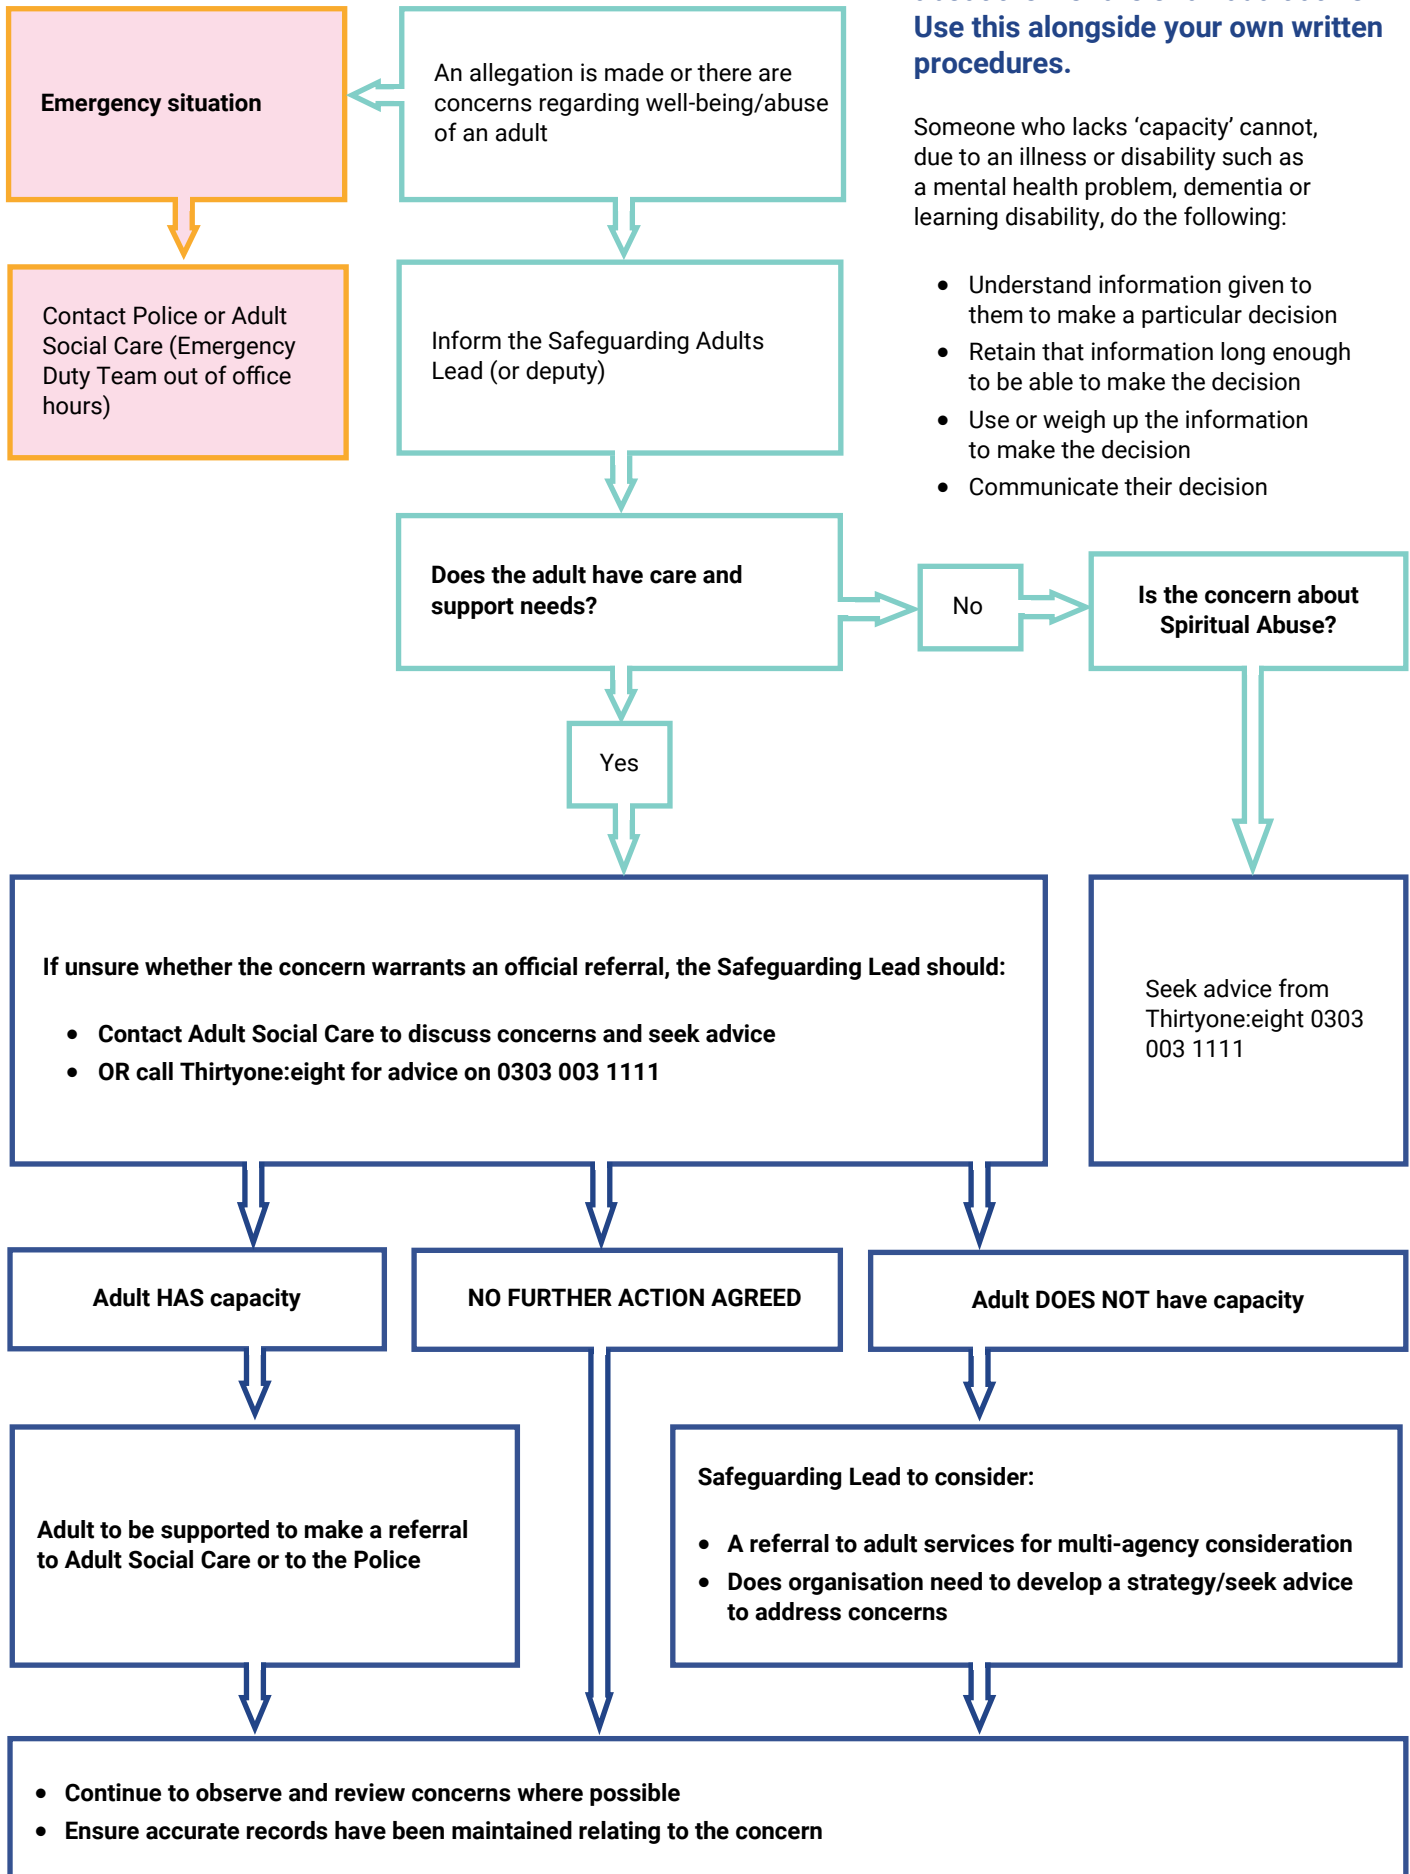 Use this alongside your own written
procedures.
Someone who lacks ‘capacity’ cannot,
due to an illness or disability such as
a mental health problem, dementia or
learning disability, do the following:
• Understand information given to
them to make a particular decision
• Retain that information long enough
to be able to make the decision
• Use or weigh up the information
to make the decision
• Communicate their decision
Emergency situation
An allegation is made or there are
concerns regarding well-being/abuse
of an adult
Contact Police or Adult
Social Care (Emergency
Duty Team out of office
hours)
Inform the Safeguarding Adults
Lead (or deputy)
Does the adult have care and
support needs?
No
Is the concern about
Spiritual Abuse?
Yes
If unsure whether the concern warrants an official referral, the Safeguarding Lead should:
• Contact Adult Social Care to discuss concerns and seek advice
• OR call Thirtyone:eight for advice on 0303 003 1111
Seek advice from
Thirtyone:eight 0303
003 1111
Adult HAS capacity
NO FURTHER ACTION AGREED
Adult DOES NOT have capacity
Adult to be supported to make a referral
to Adult Social Care or to the Police
Safeguarding Lead to consider:
• A referral to adult services for multi-agency consideration
• Does organisation need to develop a strategy/seek advice
to address concerns
• Continue to observe and review concerns where possible
• Ensure accurate records have been maintained relating to the concern